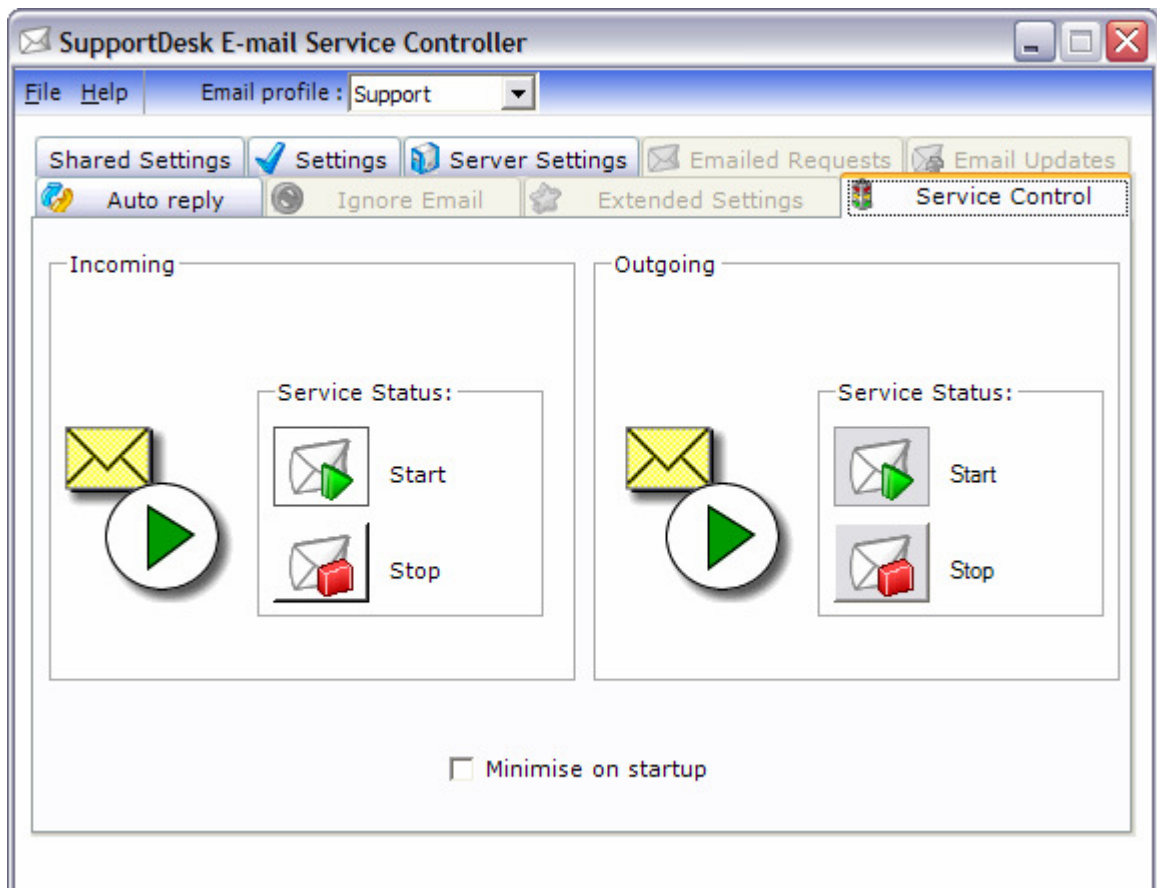 SupportDesk E-mail Service Controller
File Help Email profile : Support
Shared Settings Settings Server Settings Emailed Requests Email Updates
Auto reply Ignore Email Extended Settings Service Control
Incoming Outgoing
Service Status: Service Status:
Start Start
Stop Stop
Minimise on startup